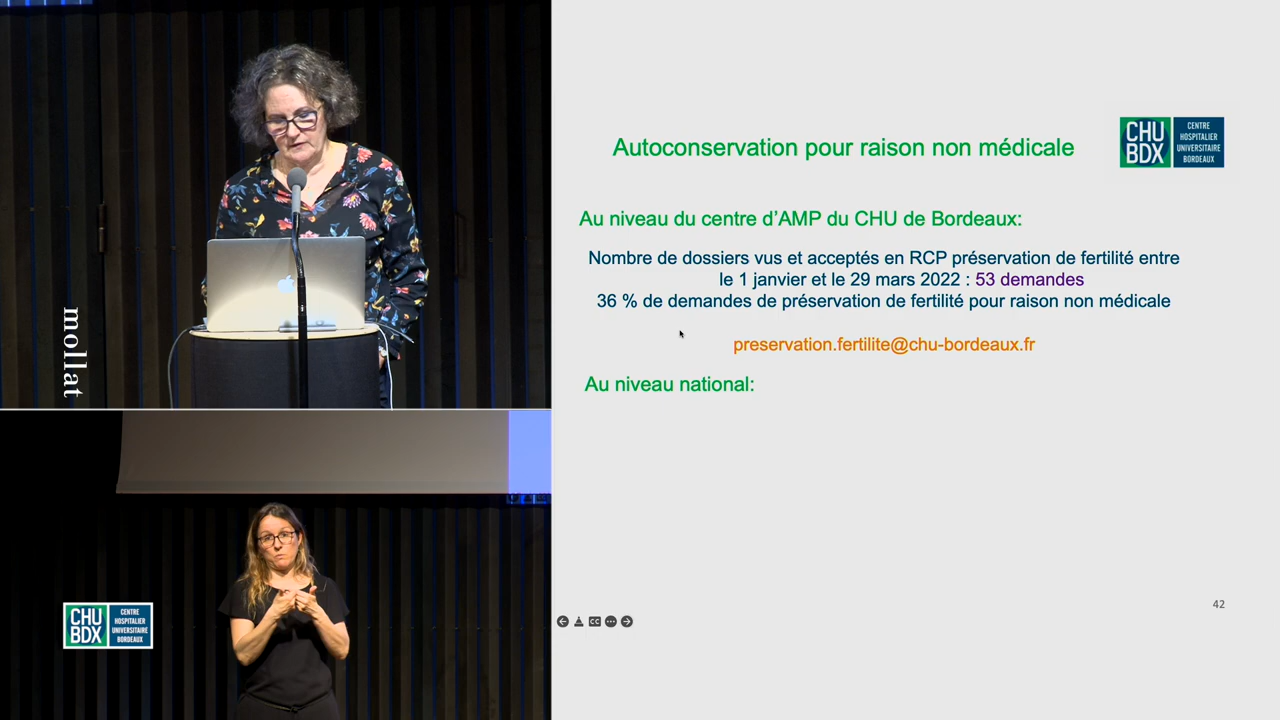 mollat
CHU
BDX
CENTRE
HOSPITALIER
UNIVERSITAIRE
BORDEAUX
Autoconservation pour raison non médicale
CHU
BDX
CENTRE
HOSPITALIER
UNIVERSITAIRE
BORDEAUX
Au niveau du centre d'AMP du CHU de Bordeaux:
Nombre de dossiers vus et acceptés en RCP préservation de fertilité entre
le 1 janvier et le 29 mars 2022 : 53 demandes
36 % de demandes de préservation de fertilité pour raison non médicale
preservation.fertilite@chu-bordeaux.fr
Au niveau national:
42
CC